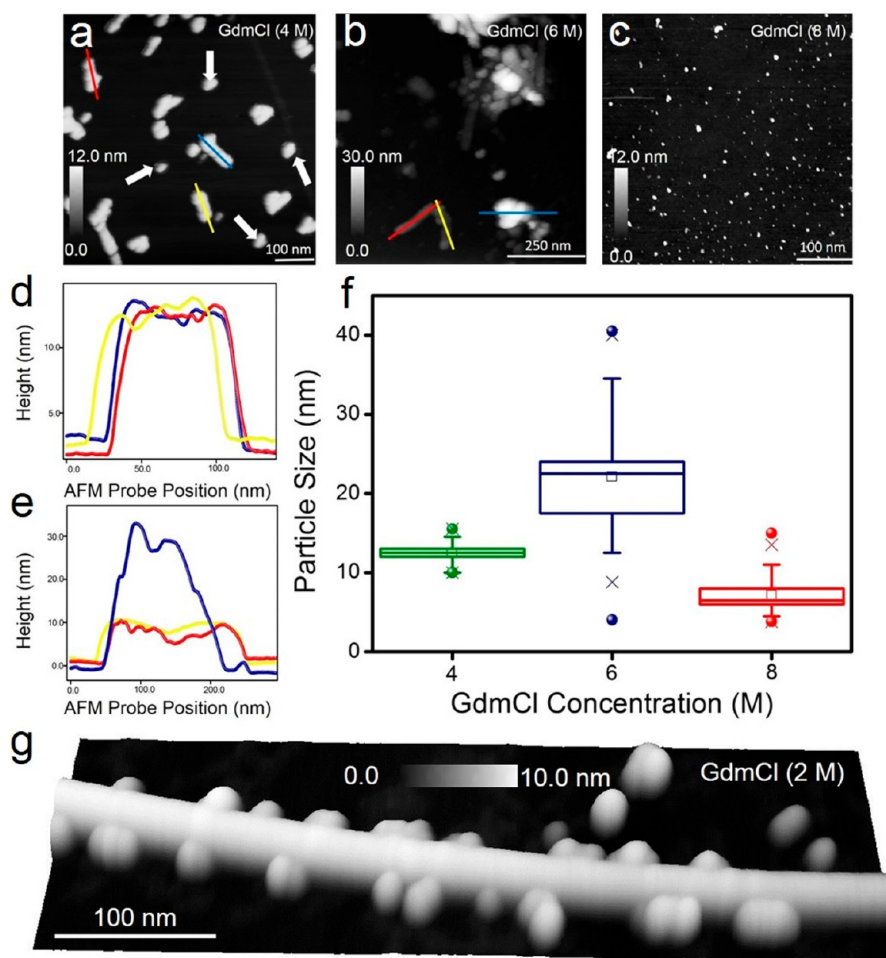 a GdmCl (4 M)
12.0 nm
0.0
100 nm
b GdmCl (6 M)
30.0 nm
0.0
250 nm
c GdmCl (8 M)
12.0 nm
0.0
100 nm
d
Height (nm)
10.0
5.0
0.0 50.0 100.0
AFM Probe Position (nm)
e
Height (nm)
30.0
20.0
10.0
0.0
0.0 100.0 200.0
AFM Probe Position (nm)
f
Particle Size (nm)
40
30
20
10
0
4 6 8
GdmCl Concentration (M)
g
0.0 10.0 nm GdmCl (2 M)
100 nm